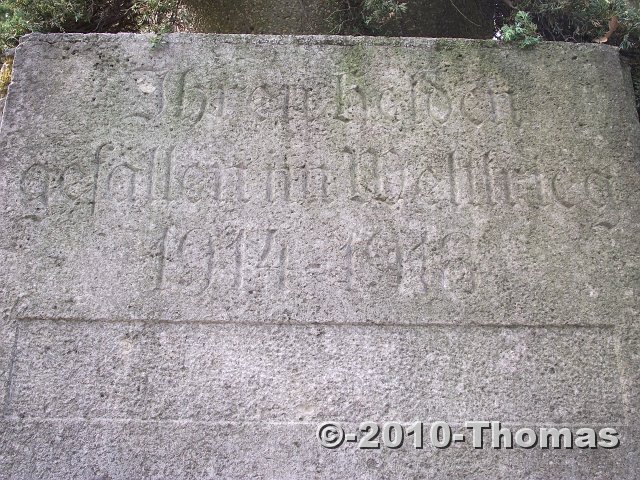 Ihren Helden
gefallen im Weltkrieg
1914-1918
©-2010-Thomas